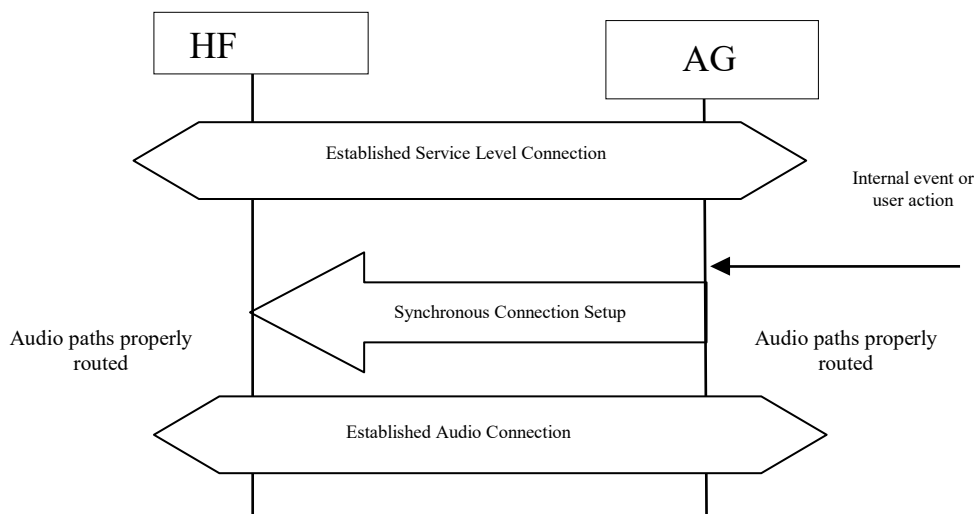 HF
AG
Established Service Level Connection
Internal event or
user action
Synchronous Connection Setup
Audio paths properly
routed
Audio paths properly
routed
Established Audio Connection